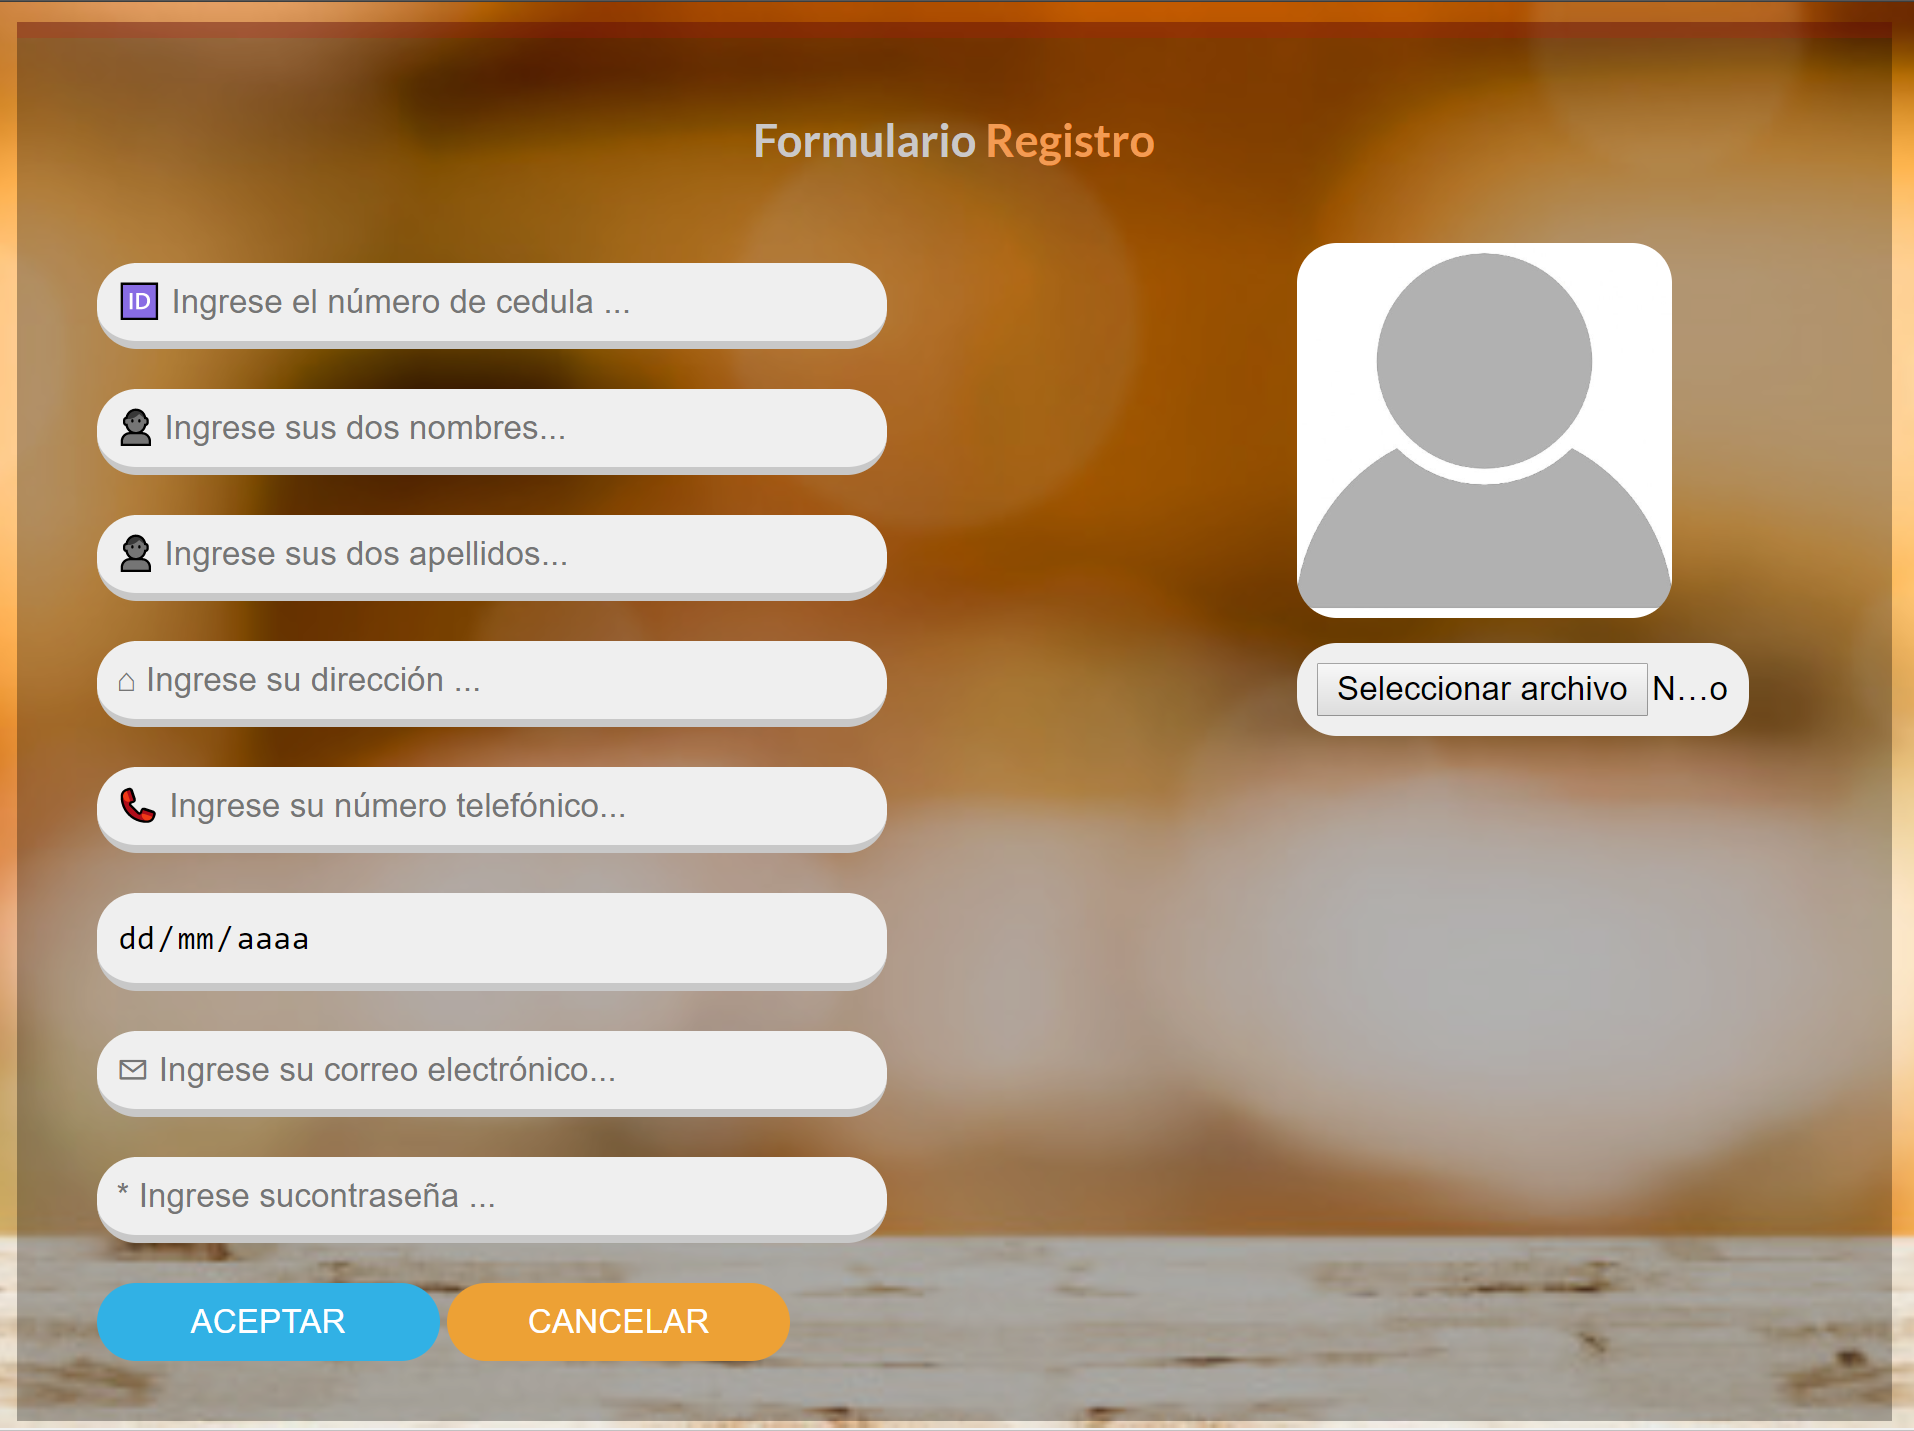 Formulario Registro
🆔 Ingrese el número de cedula ...
Ingrese sus dos nombres...
Ingrese sus dos apellidos...
⌂ Ingrese su dirección ...
Seleccionar archivo N...o
Ingrese su número telefónico...
dd/mm/aaaa
Ingrese su correo electrónico...
* Ingrese sucontraseña ...
ACEPTAR CANCELAR